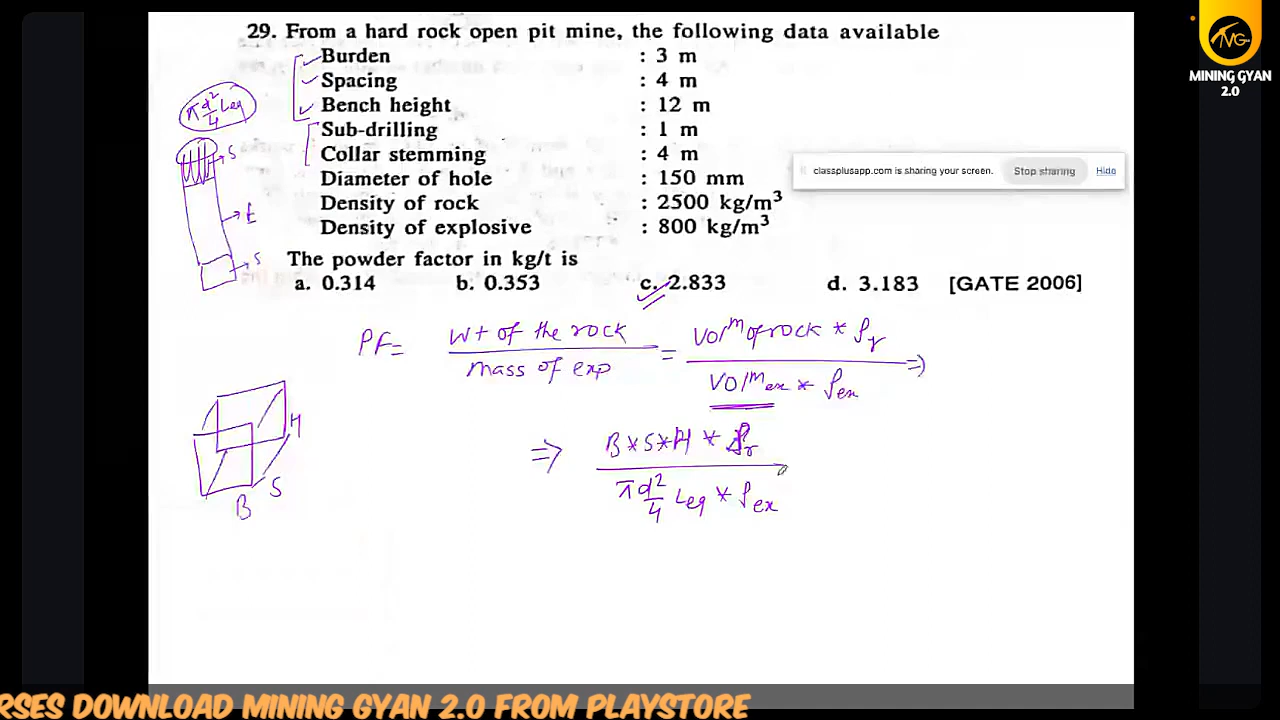 29. From a hard rock open pit mine, the following data available
Burden : 3 m
Spacing : 4 m
Bench height : 12 m
Sub-drilling : 1 m
Collar stemming : 4 m
Diameter of hole : 150 mm
Density of rock : 2500 kg/m³
Density of explosive : 800 kg/m³
The powder factor in kg/t is
a. 0.314 b. 0.353 c. 2.833 d. 3.183 [GATE 2006]
π d²/4 Leq
S
E
S
classplusapp.com is sharing your screen. Stop sharing Hide
TVG
MINING GYAN
2.0
PF = Wt of the rock / mass of exp = Volm of rock * ρr / Volm ex * ρex ⇒
⇒ B * S * H * ρr / π d²/4 Leq * ρex
H
S
B
RSES DOWNLOAD MINING GYAN 2.0 FROM PLAYSTORE